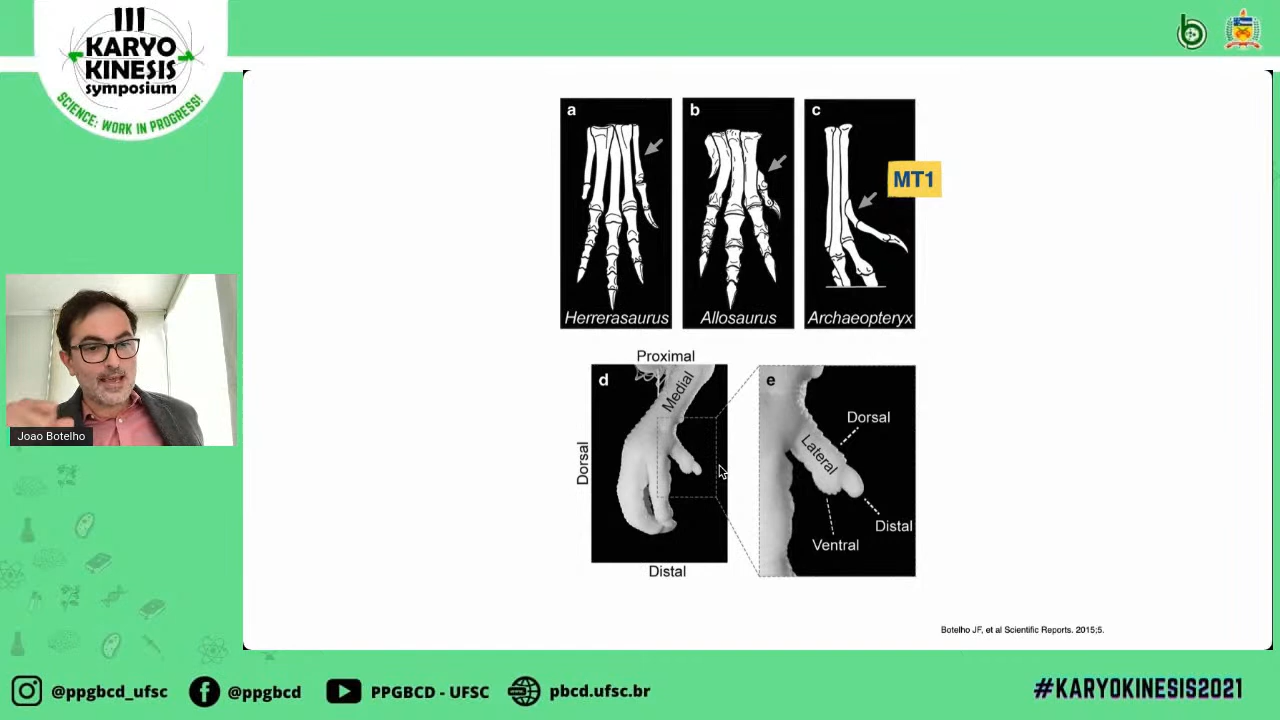 III
KARYO
KINESIS
symposium
SCIENCE: WORK IN PROGRESS!
b
a
b
c
MT1
Herrerasaurus
Allosaurus
Archaeopteryx
Proximal
d
Medial
Dorsal
Distal
e
Dorsal
Lateral
Distal
Ventral
Joao Botelho
Botelho JF, et al Scientific Reports. 2015;5.
@ppgbcd_ufsc
@ppgbcd
PPGBCD - UFSC
pbcd.ufsc.br
#KARYOKINESIS2021